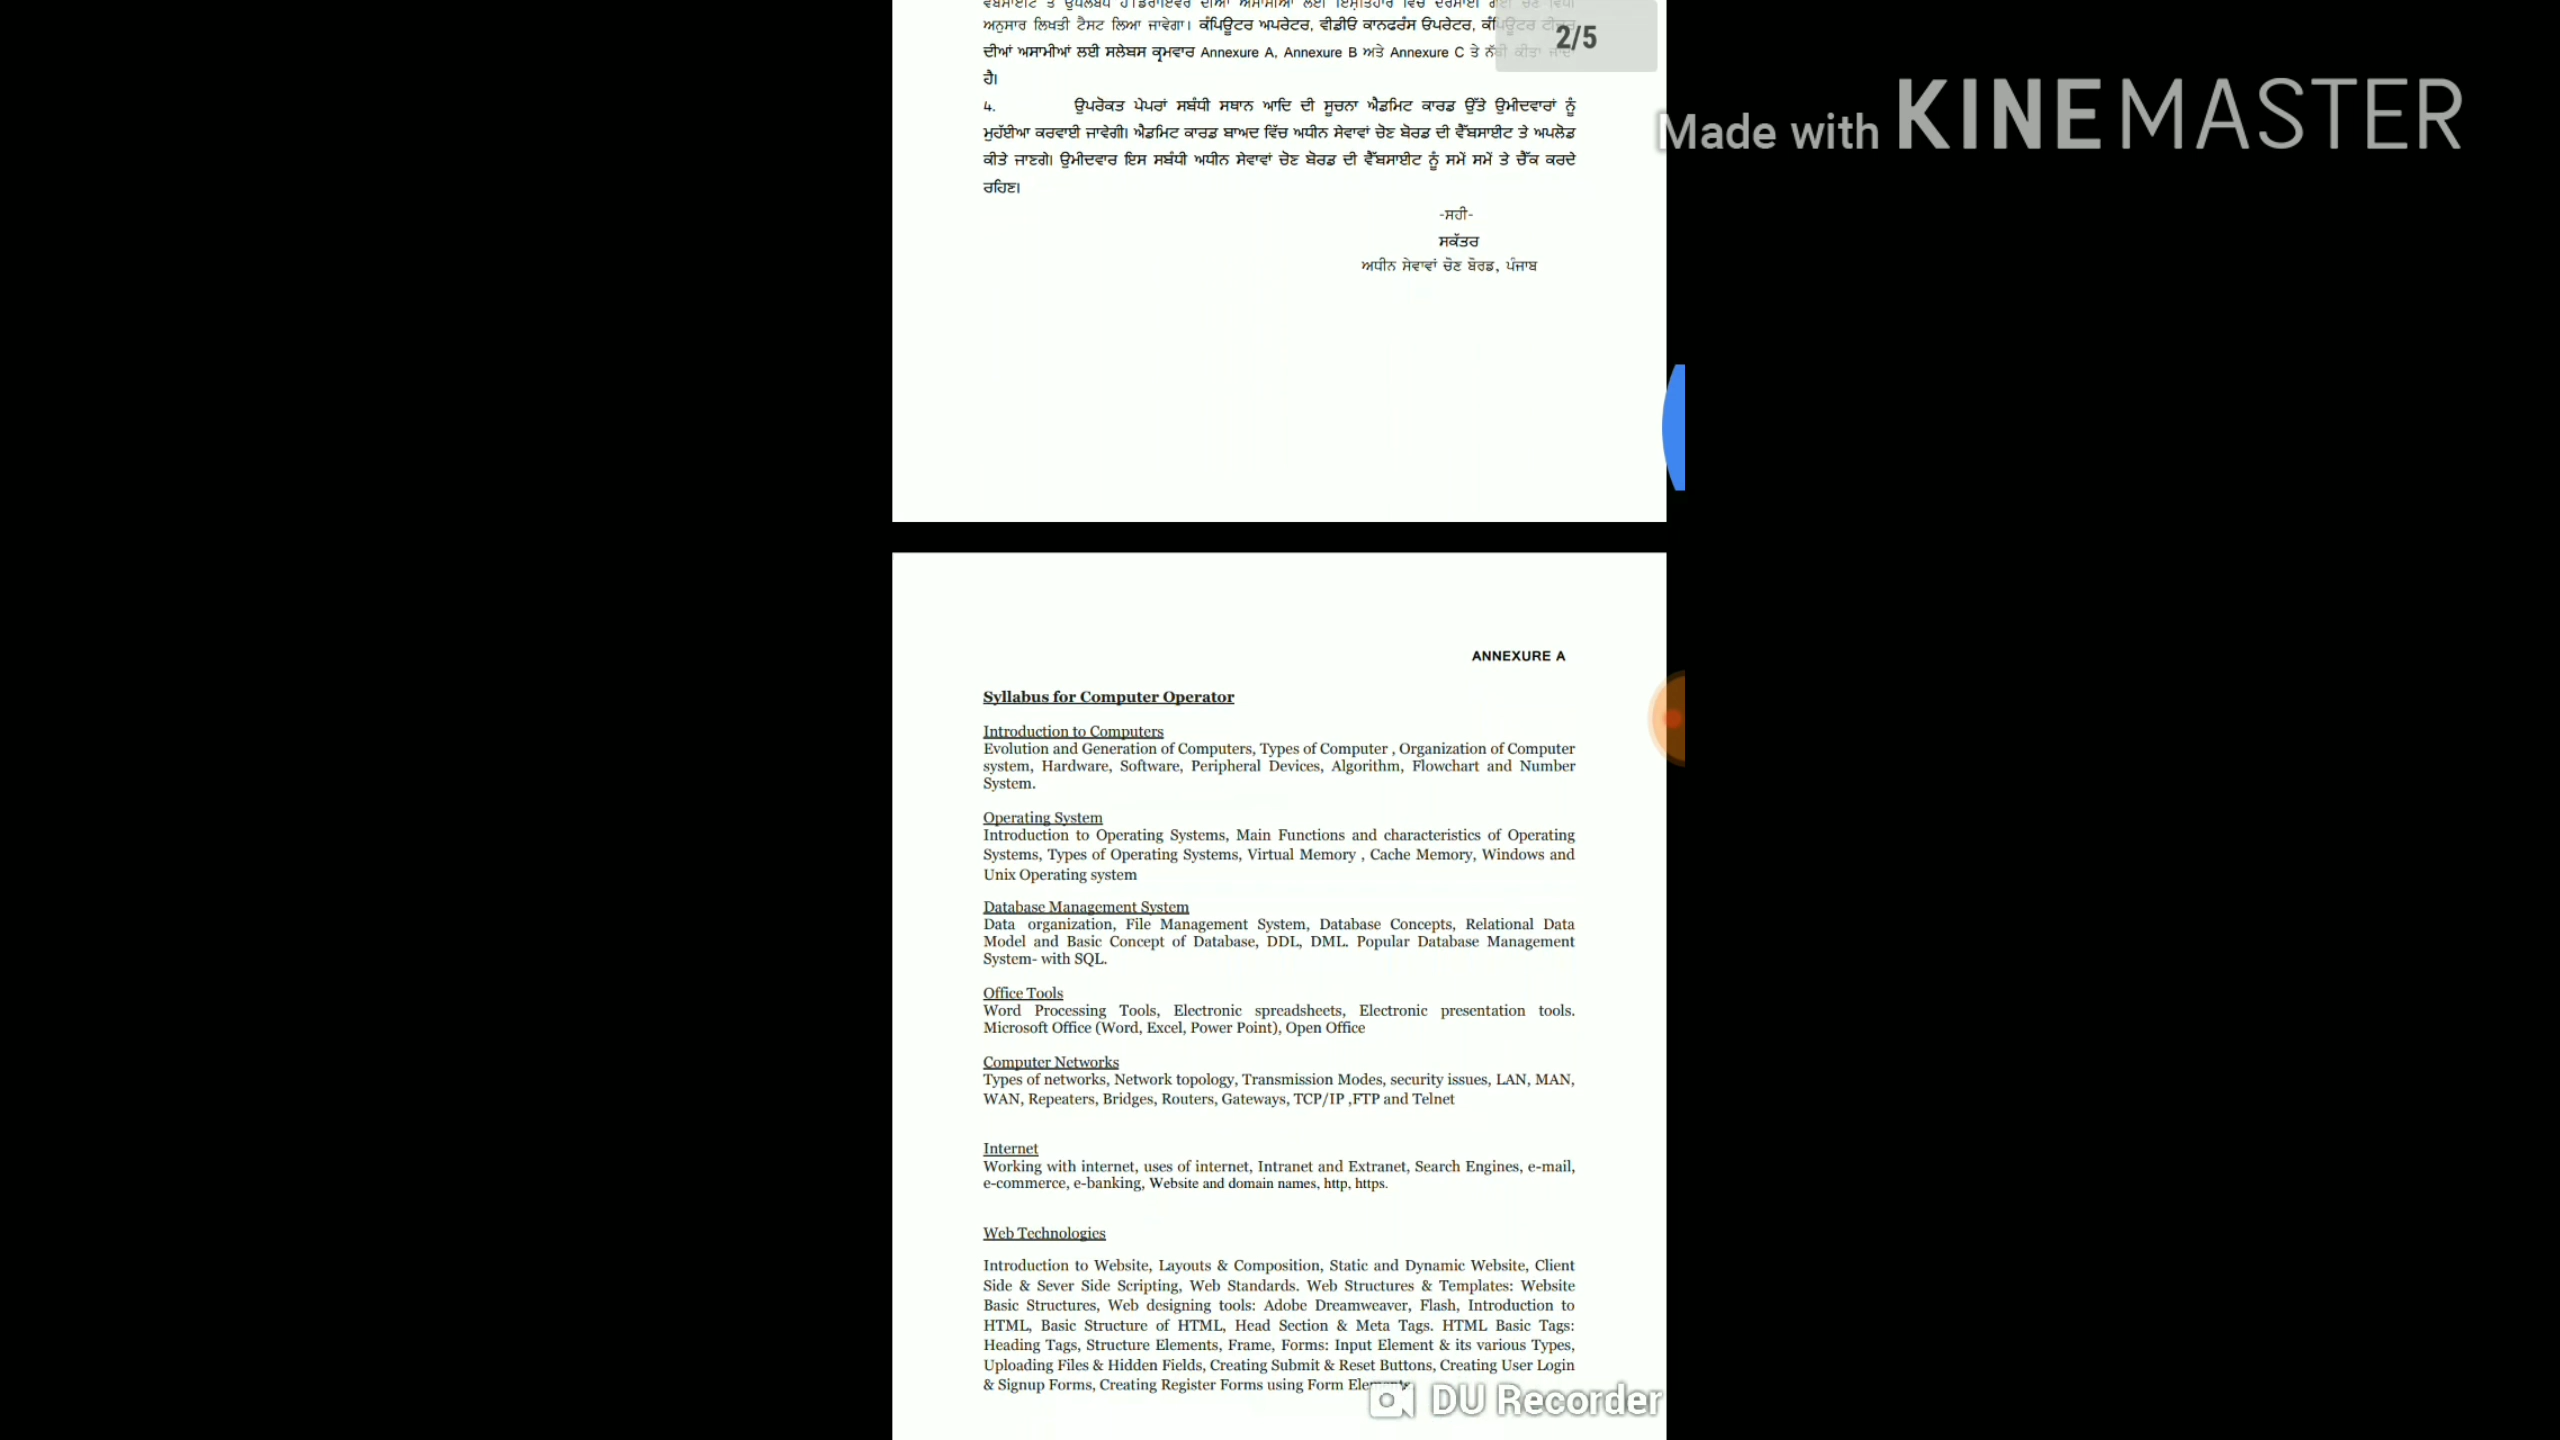 ਅਨੁਸਾਰ ਲਿਖਤੀ ਟੈਸਟ ਲਿਆ ਜਾਵੇਗਾ। ਕੰਪਿਊਟਰ ਅਪਰੇਟਰ, ਵੀਡੀਓ ਕਾਨਫਰੰਸ ਓਪਰੇਟਰ, ਕੰਪਿਊਟਰ ਟੀਚਰ
ਦੀਆਂ ਅਸਾਮੀਆਂ ਲਈ ਸਲੇਬਸ ਕ੍ਰਮਵਾਰ Annexure A, Annexure B ਅਤੇ Annexure C ਤੇ ਨੱਥੀ ਕੀਤਾ ਜਾਂਦਾ
ਹੈ।
2/5
4. ਉਪਰੋਕਤ ਪੇਪਰਾਂ ਸਬੰਧੀ ਸਥਾਨ ਆਦਿ ਦੀ ਸੂਚਨਾ ਐਡਮਿਟ ਕਾਰਡ ਉੱਤੇ ਉਮੀਦਵਾਰਾਂ ਨੂੰ
ਮੁਹੱਈਆ ਕਰਵਾਈ ਜਾਵੇਗੀ। ਐਡਮਿਟ ਕਾਰਡ ਬਾਅਦ ਵਿੱਚ ਅਧੀਨ ਸੇਵਾਵਾਂ ਚੋਣ ਬੋਰਡ ਦੀ ਵੈੱਬਸਾਈਟ ਤੇ ਅਪਲੋਡ
ਕੀਤੇ ਜਾਣਗੇ। ਉਮੀਦਵਾਰ ਇਸ ਸਬੰਧੀ ਅਧੀਨ ਸੇਵਾਵਾਂ ਚੋਣ ਬੋਰਡ ਦੀ ਵੈੱਬਸਾਈਟ ਨੂੰ ਸਮੇਂ ਸਮੇਂ ਤੇ ਚੈੱਕ ਕਰਦੇ
ਰਹਿਣ।
-ਸਹੀ-
ਸਕੱਤਰ
ਅਧੀਨ ਸੇਵਾਵਾਂ ਚੋਣ ਬੋਰਡ, ਪੰਜਾਬ
Made with KINEMASTER
ANNEXURE A
Syllabus for Computer Operator
Introduction to Computers
Evolution and Generation of Computers, Types of Computer , Organization of Computer
system, Hardware, Software, Peripheral Devices, Algorithm, Flowchart and Number
System.
Operating System
Introduction to Operating Systems, Main Functions and characteristics of Operating
Systems, Types of Operating Systems, Virtual Memory , Cache Memory, Windows and
Unix Operating system
Database Management System
Data organization, File Management System, Database Concepts, Relational Data
Model and Basic Concept of Database, DDL, DML. Popular Database Management
System- with SQL.
Office Tools
Word Processing Tools, Electronic spreadsheets, Electronic presentation tools.
Microsoft Office (Word, Excel, Power Point), Open Office
Computer Networks
Types of networks, Network topology, Transmission Modes, security issues, LAN, MAN,
WAN, Repeaters, Bridges, Routers, Gateways, TCP/IP ,FTP and Telnet
Internet
Working with internet, uses of internet, Intranet and Extranet, Search Engines, e-mail,
e-commerce, e-banking, Website and domain names, http, https.
Web Technologies
Introduction to Website, Layouts & Composition, Static and Dynamic Website, Client
Side & Sever Side Scripting, Web Standards. Web Structures & Templates: Website
Basic Structures, Web designing tools: Adobe Dreamweaver, Flash, Introduction to
HTML, Basic Structure of HTML, Head Section & Meta Tags. HTML Basic Tags:
Heading Tags, Structure Elements, Frame, Forms: Input Element & its various Types,
Uploading Files & Hidden Fields, Creating Submit & Reset Buttons, Creating User Login
& Signup Forms, Creating Register Forms using Form Elements
DU Recorder